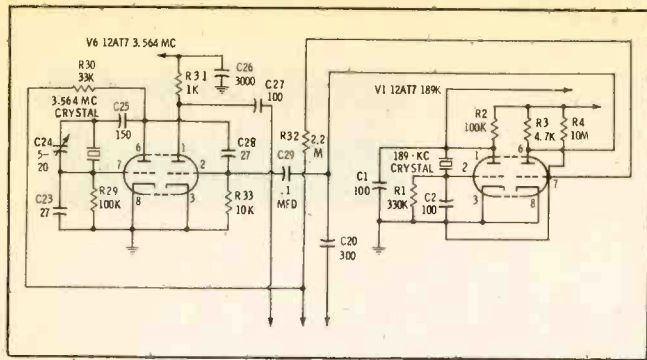 V6 12AT7 3.564 MC
R30
33K
3.564 MC
CRYSTAL
C25
150
R31
1K
C26
3000
C27
100
C24
5-
20
C28
27
R32
2.2
M
C29
.1
MFD
7
6
1
2
8
3
C23
27
R29
100K
R33
10K
C20
300
V1 12AT7 189K
R2
100K
R3
4.7K
R4
10M
189-KC
CRYSTAL
1
6
2
7
3
8
C1
100
R1
330K
C2
100